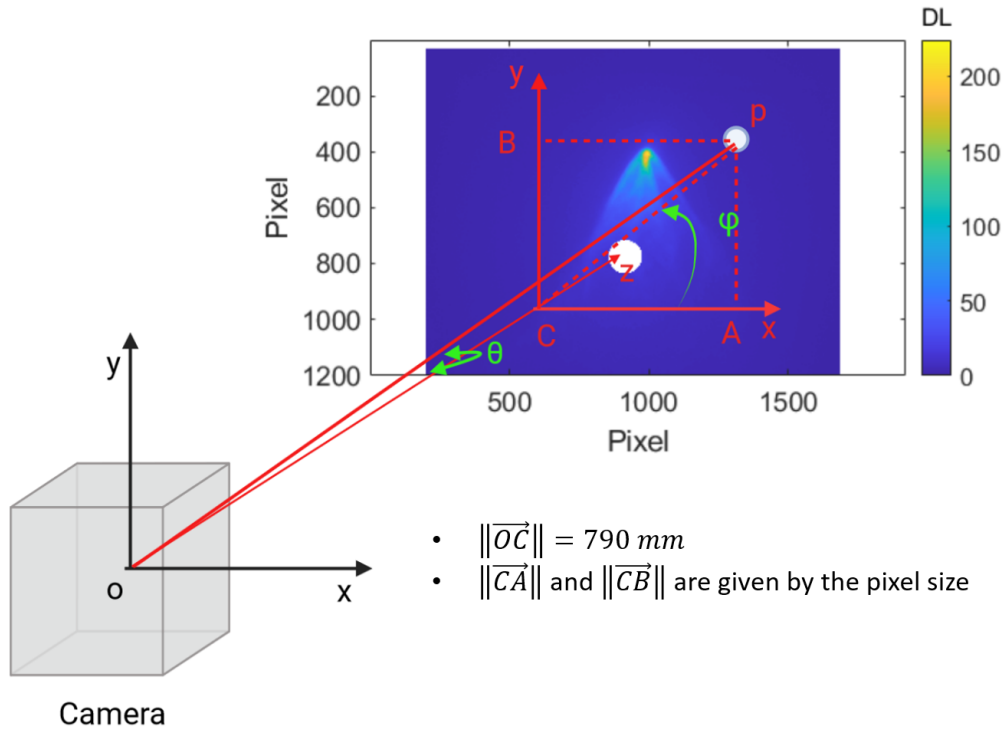 DL
200
400
600
800
1000
1200
Pixel
500
1000
1500
Pixel
200
150
100
50
0
y
B
p
φ
z
C
A
x
θ
y
o
x
Camera
• ‖OC⃗‖ = 790 mm
• ‖CA⃗‖ and ‖CB⃗‖ are given by the pixel size